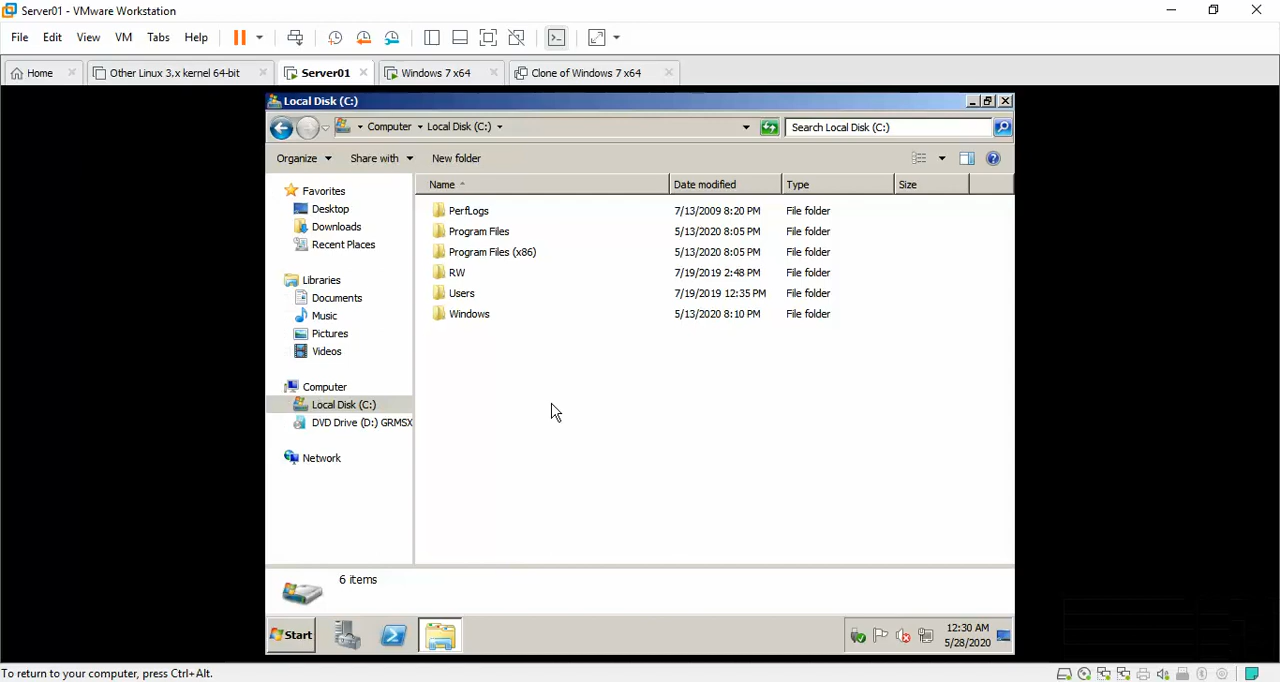 Server01 - VMware Workstation
File Edit View VM Tabs Help
Home Other Linux 3.x kernel 64-bit Server01 Windows 7 x64 Clone of Windows 7 x64
Local Disk (C:)
Computer Local Disk (C:) Search Local Disk (C:)
Organize Share with New folder
Name Date modified Type Size
Favorites
Desktop
Downloads
Recent Places
Libraries
Documents
Music
Pictures
Videos
Computer
Local Disk (C:)
DVD Drive (D:) GRMSX
Network
PerfLogs 7/13/2009 8:20 PM File folder
Program Files 5/13/2020 8:05 PM File folder
Program Files (x86) 5/13/2020 8:05 PM File folder
RW 7/19/2019 2:48 PM File folder
Users 7/19/2019 12:35 PM File folder
Windows 5/13/2020 8:10 PM File folder
6 items
Start 12:30 AM
5/28/2020
To return to your computer, press Ctrl+Alt.